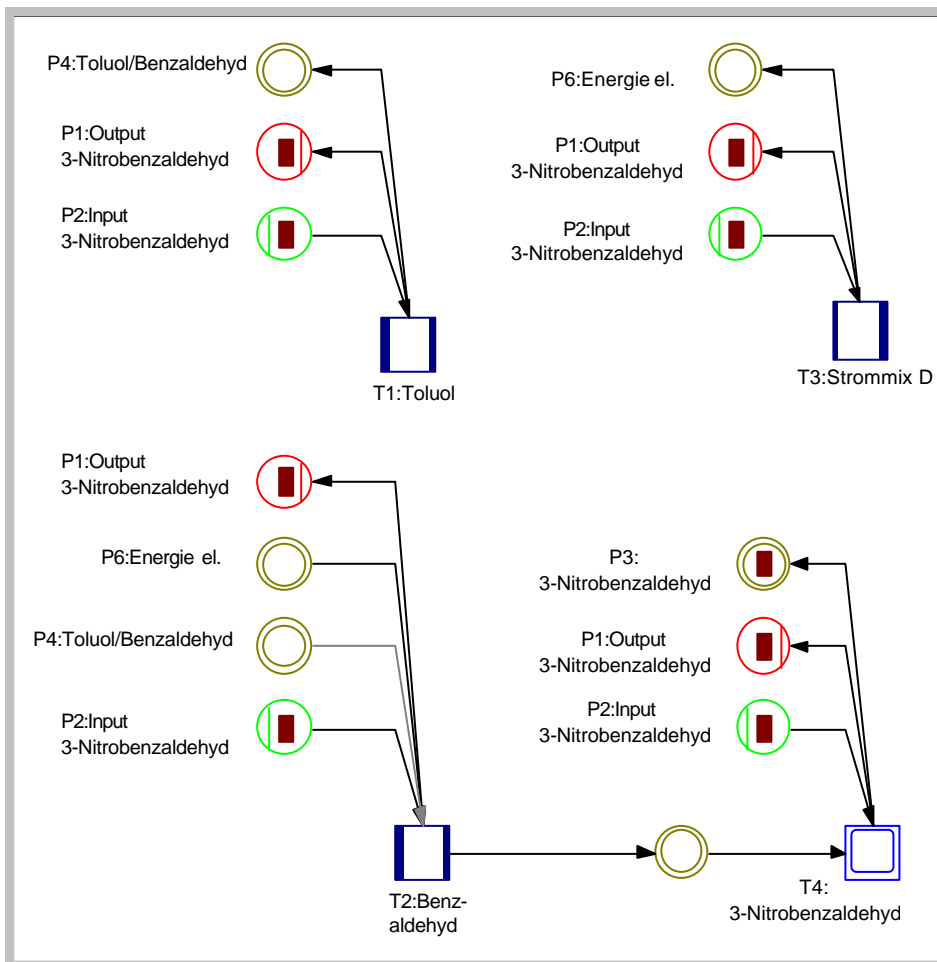 P4:Toluol/Benzaldehyd
P1:Output
3-Nitrobenzaldehyd
P2:Input
3-Nitrobenzaldehyd
T1:Toluol
P6:Energie el.
P1:Output
3-Nitrobenzaldehyd
P2:Input
3-Nitrobenzaldehyd
T3:Strommix D
P1:Output
3-Nitrobenzaldehyd
P6:Energie el.
P4:Toluol/Benzaldehyd
P2:Input
3-Nitrobenzaldehyd
T2:Benz-
aldehyd
P3:
3-Nitrobenzaldehyd
P1:Output
3-Nitrobenzaldehyd
P2:Input
3-Nitrobenzaldehyd
T4:
3-Nitrobenzaldehyd